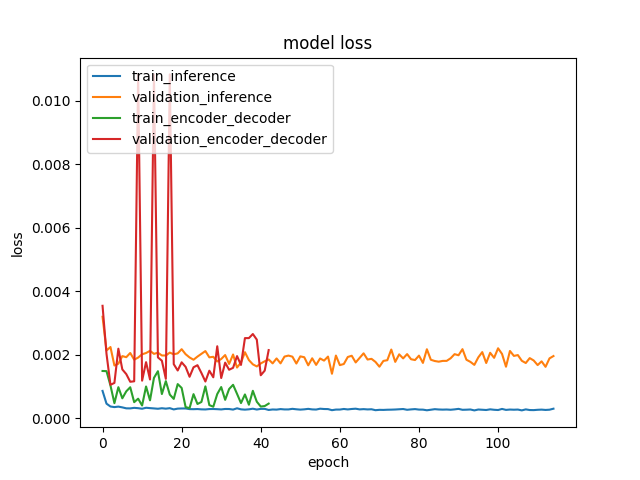 model loss
train_inference
validation_inference
train_encoder_decoder
validation_encoder_decoder
loss
0.010
0.008
0.006
0.004
0.002
0.000
0 20 40 60 80 100
epoch